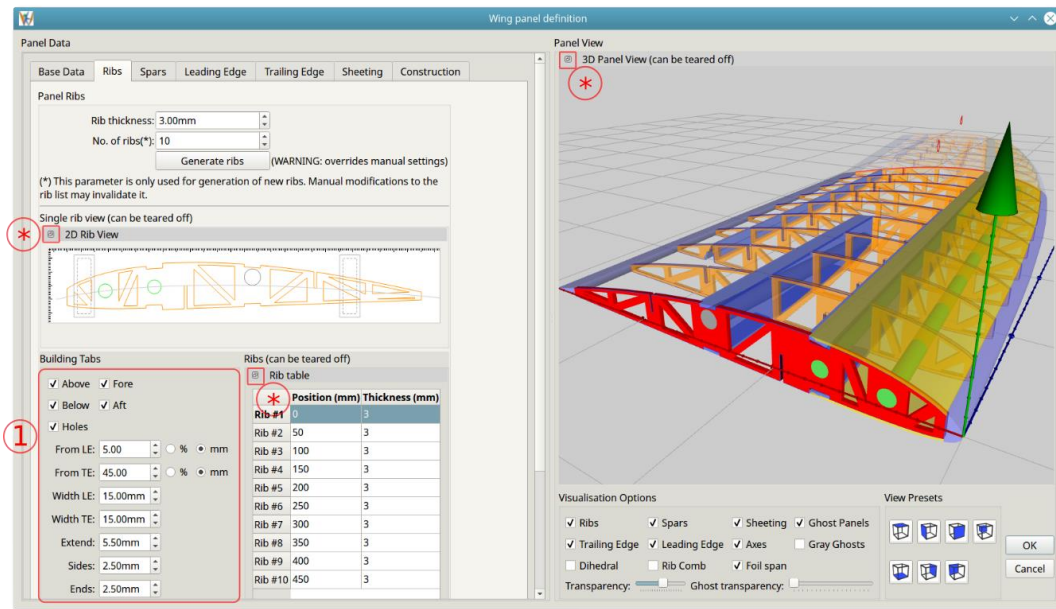 Wing panel definition
Panel Data
Base Data Ribs Spars Leading Edge Trailing Edge Sheeting Construction
Panel Ribs
Rib thickness: 3.00mm
No. of ribs(*): 10
Generate ribs (WARNING: overrides manual settings)
(*) This parameter is only used for generation of new ribs. Manual modifications to the
rib list may invalidate it.
Single rib view (can be teared off)
* 2D Rib View
Building Tabs
Above Fore
Below Aft
Holes
1
From LE: 5.00 % mm
From TE: 45.00 % mm
Width LE: 15.00mm
Width TE: 15.00mm
Extend: 5.50mm
Sides: 2.50mm
Ends: 2.50mm
Ribs (can be teared off)
Rib table
* Position (mm) Thickness (mm)
Rib #1 0 3
Rib #2 50 3
Rib #3 100 3
Rib #4 150 3
Rib #5 200 3
Rib #6 250 3
Rib #7 300 3
Rib #8 350 3
Rib #9 400 3
Rib #10 450 3
Panel View
3D Panel View (can be teared off)
*
Visualisation Options
Ribs Spars Sheeting Ghost Panels
Trailing Edge Leading Edge Axes Gray Ghosts
Dihedral Rib Comb Foil span
Transparency: Ghost transparency:
View Presets
OK
Cancel